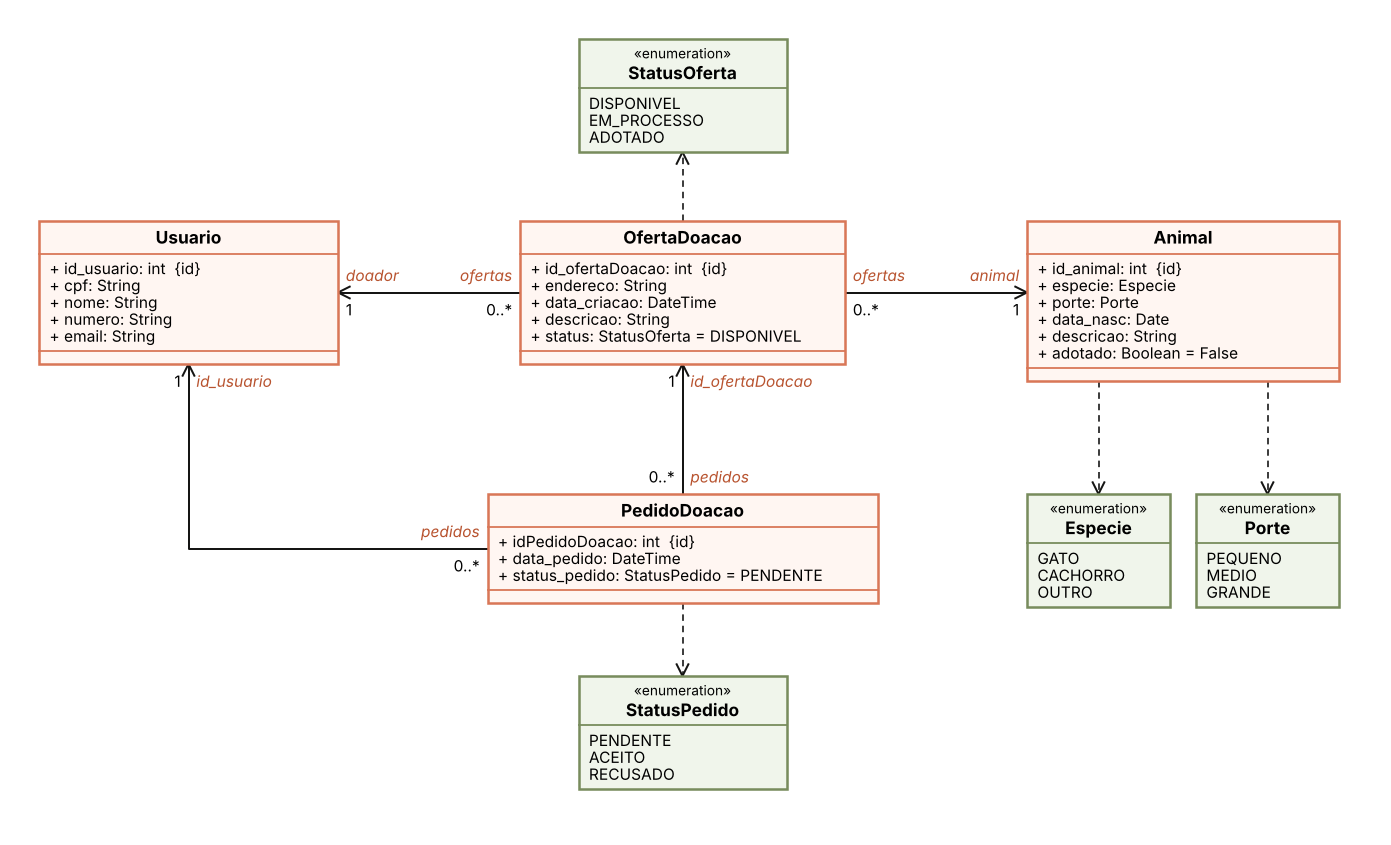 «enumeration»
StatusOferta
DISPONIVEL
EM_PROCESSO
ADOTADO
Usuario
+ id_usuario: int {id}
+ cpf: String
+ nome: String
+ numero: String
+ email: String
doador
1
ofertas
0..*
OfertaDoacao
+ id_ofertaDoacao: int {id}
+ endereco: String
+ data_criacao: DateTime
+ descricao: String
+ status: StatusOferta = DISPONIVEL
ofertas
0..*
animal
1
Animal
+ id_animal: int {id}
+ especie: Especie
+ porte: Porte
+ data_nasc: Date
+ descricao: String
+ adotado: Boolean = False
1 id_usuario
1 id_ofertaDoacao
0..* pedidos
pedidos
0..*
PedidoDoacao
+ idPedidoDoacao: int {id}
+ data_pedido: DateTime
+ status_pedido: StatusPedido = PENDENTE
«enumeration»
Especie
GATO
CACHORRO
OUTRO
«enumeration»
Porte
PEQUENO
MEDIO
GRANDE
«enumeration»
StatusPedido
PENDENTE
ACEITO
RECUSADO